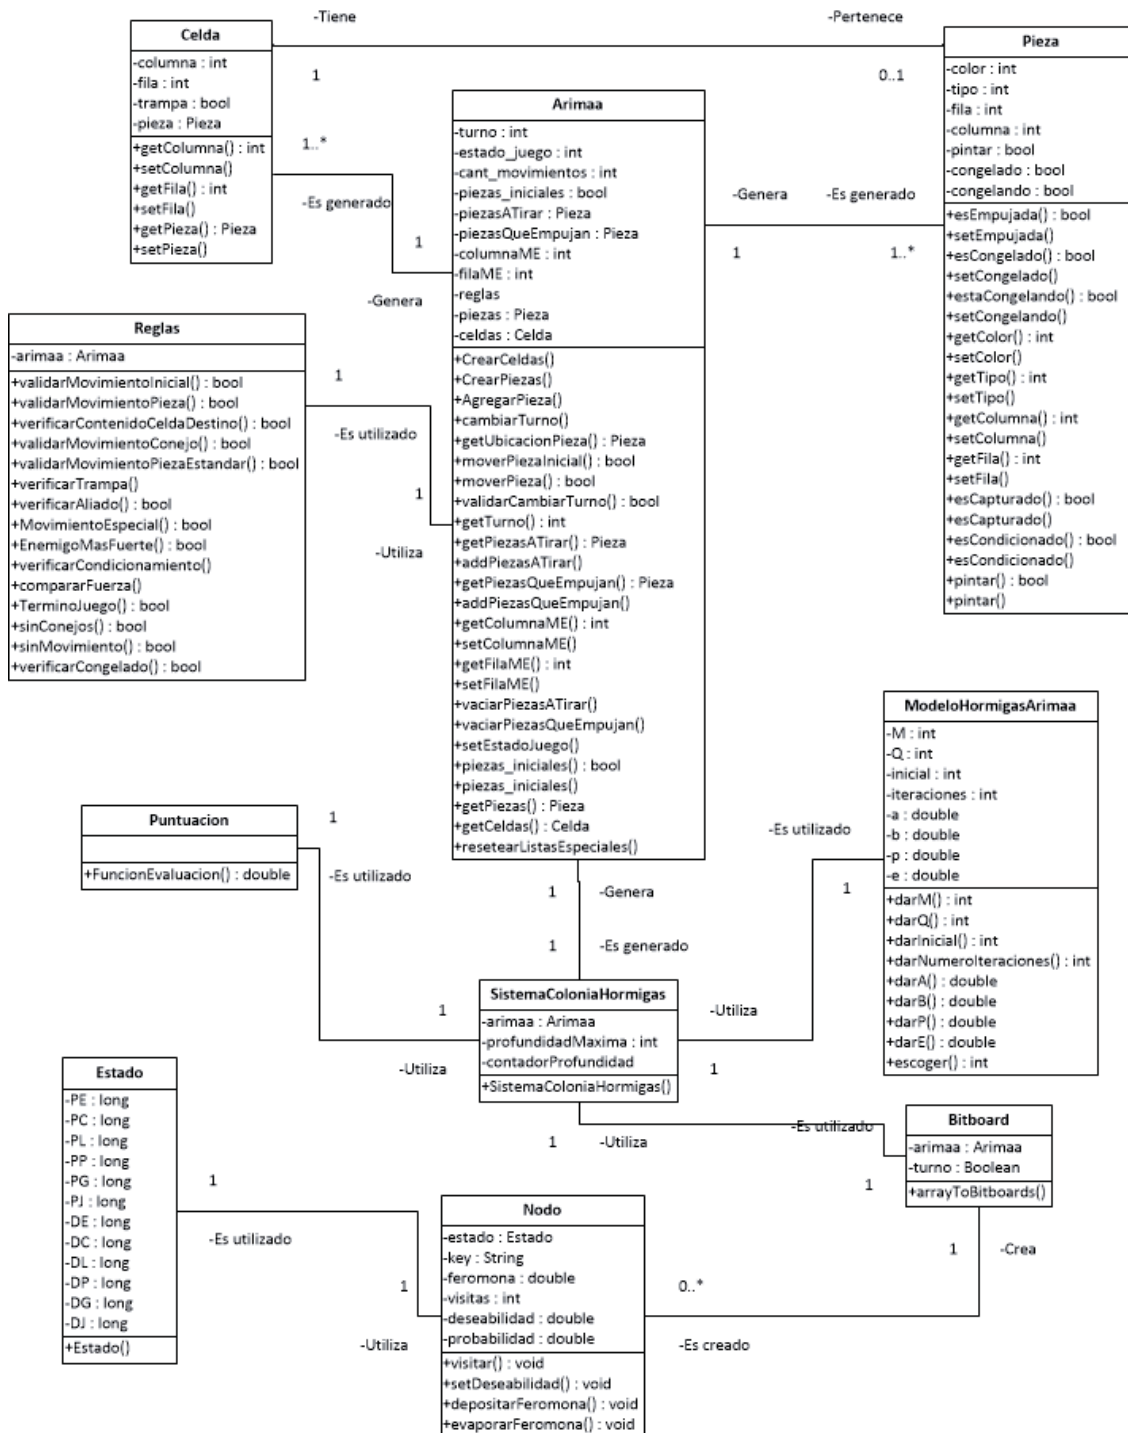 -Tiene
-Pertenece
Celda
-columna : int
-fila : int
-trampa : bool
-pieza : Pieza
+getColumna() : int
+setColumna()
+getFila() : int
+setFila()
+getPieza() : Pieza
+setPieza()
1
0..1
1..*
-Es generado
1
-Genera
Pieza
-color : int
-tipo : int
-fila : int
-columna : int
-pintar : bool
-congelado : bool
-congelando : bool
+esEmpujada() : bool
+setEmpujada()
+esCongelado() : bool
+setCongelado()
+estaCongelando() : bool
+setCongelando()
+getColor() : int
+setColor()
+getTipo() : int
+setTipo()
+getColumna() : int
+setColumna()
+getFila() : int
+setFila()
+esCapturado() : bool
+esCapturado()
+esCondicionado() : bool
+esCondicionado()
+pintar() : bool
+pintar()
Arimaa
-turno : int
-estado_juego : int
-cant_movimientos : int
-piezas_iniciales : bool
-piezasATirar : Pieza
-piezasQueEmpujan : Pieza
-columnaME : int
-filaME : int
-reglas
-piezas : Pieza
-celdas : Celda
+CrearCeldas()
+CrearPiezas()
+AgregarPieza()
+cambiarTurno()
+getUbicacionPieza() : Pieza
+moverPiezaInicial() : bool
+moverPieza() : bool
+validarCambiarTurno() : bool
+getTurno() : int
+getPiezasATirar() : Pieza
+addPiezasATirar()
+getPiezasQueEmpujan() : Pieza
+addPiezasQueEmpujan()
+getColumnaME() : int
+setColumnaME()
+getFilaME() : int
+setFilaME()
+vaciarPiezasATirar()
+vaciarPiezasQueEmpujan()
+setEstadoJuego()
+piezas_iniciales() : bool
+piezas_iniciales()
+getPiezas() : Pieza
+getCeldas() : Celda
+resetearListasEspeciales()
-Genera
-Es generado
1
1..*
Reglas
-arimaa : Arimaa
+validarMovimientoInicial() : bool
+validarMovimientoPieza() : bool
+verificarContenidoCeldaDestino() : bool
+validarMovimientoConejo() : bool
+validarMovimientoPiezaEstandar() : bool
+verificarTrampa()
+verificarAliado() : bool
+MovimientoEspecial() : bool
+EnemigoMasFuerte() : bool
+verificarCondicionamiento()
+compararFuerza()
+TerminoJuego() : bool
+sinConejos() : bool
+sinMovimiento() : bool
+verificarCongelado() : bool
1
-Es utilizado
1
-Utiliza
ModeloHormigasArimaa
-M : int
-Q : int
-inicial : int
-iteraciones : int
-a : double
-b : double
-p : double
-e : double
+darM() : int
+darQ() : int
+darInicial() : int
+darNumeroIteraciones() : int
+darA() : double
+darB() : double
+darP() : double
+darE() : double
+escoger() : int
Puntuacion
+FuncionEvaluacion() : double
1
-Es utilizado
1
-Utiliza
1
-Genera
1
-Es generado
-Es utilizado
1
-Utiliza
1
SistemaColoniaHormigas
-arimaa : Arimaa
-profundidadMaxima : int
-contadorProfundidad
+SistemaColoniaHormigas()
1
-Utiliza
-Es utilizado
1
Bitboard
-arimaa : Arimaa
-turno : Boolean
+arrayToBitboards()
1
-Crea
0..*
-Es creado
Estado
-PE : long
-PC : long
-PL : long
-PP : long
-PG : long
-PJ : long
-DE : long
-DC : long
-DL : long
-DP : long
-DG : long
-DJ : long
+Estado()
1
-Es utilizado
1
-Utiliza
Nodo
-estado : Estado
-key : String
-feromona : double
-visitas : int
-deseabilidad : double
-probabilidad : double
+visitar() : void
+setDeseabilidad() : void
+depositarFeromona() : void
+evaporarFeromona() : void